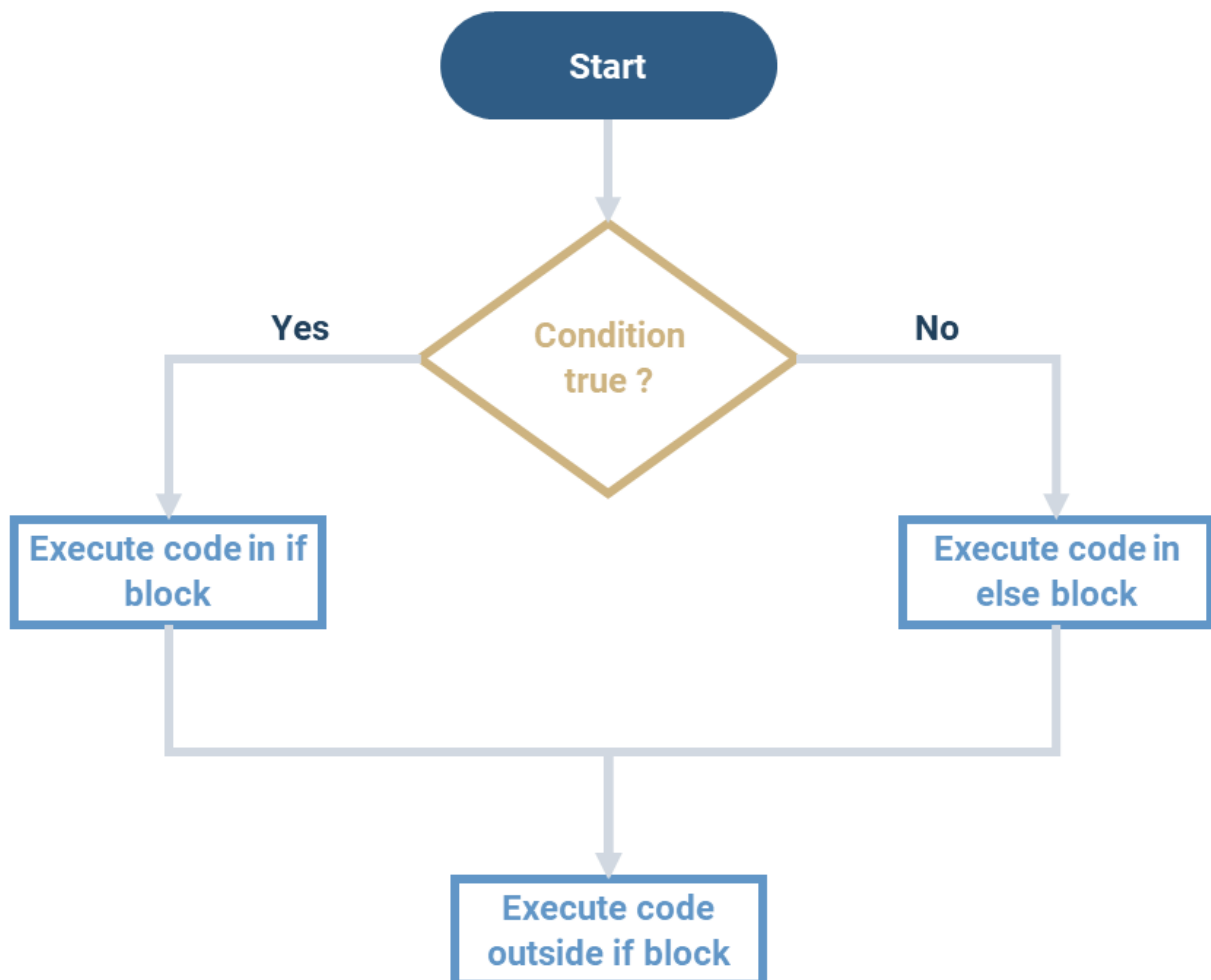 Start
Yes
Condition
true ?
No
Execute code in if
block
Execute code in
else block
Execute code
outside if block